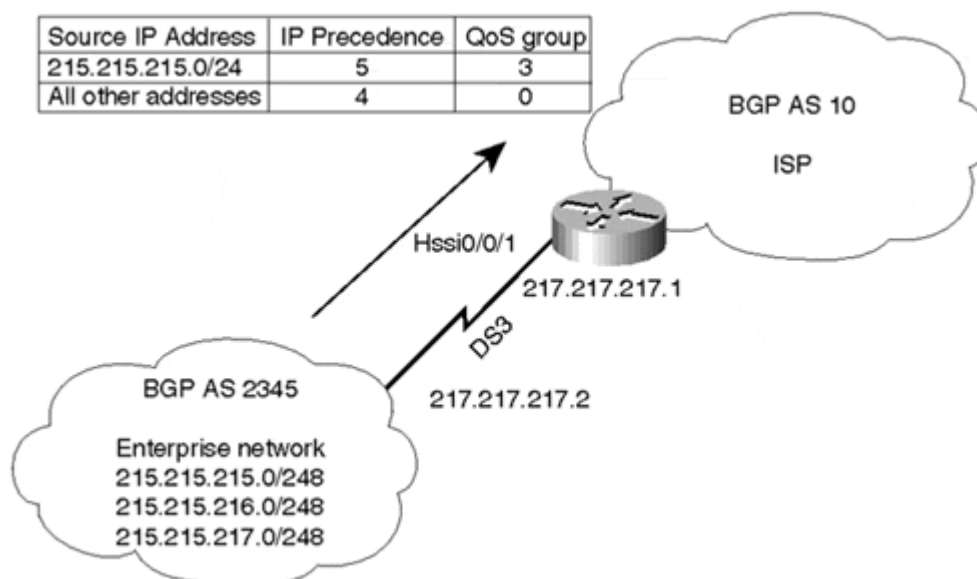 Source IP Address IP Precedence QoS group
215.215.215.0/24 5 3
All other addresses 4 0
BGP AS 10
ISP
Hssi0/0/1
217.217.217.1
DS3
217.217.217.2
BGP AS 2345
Enterprise network
215.215.215.0/248
215.215.216.0/248
215.215.217.0/248